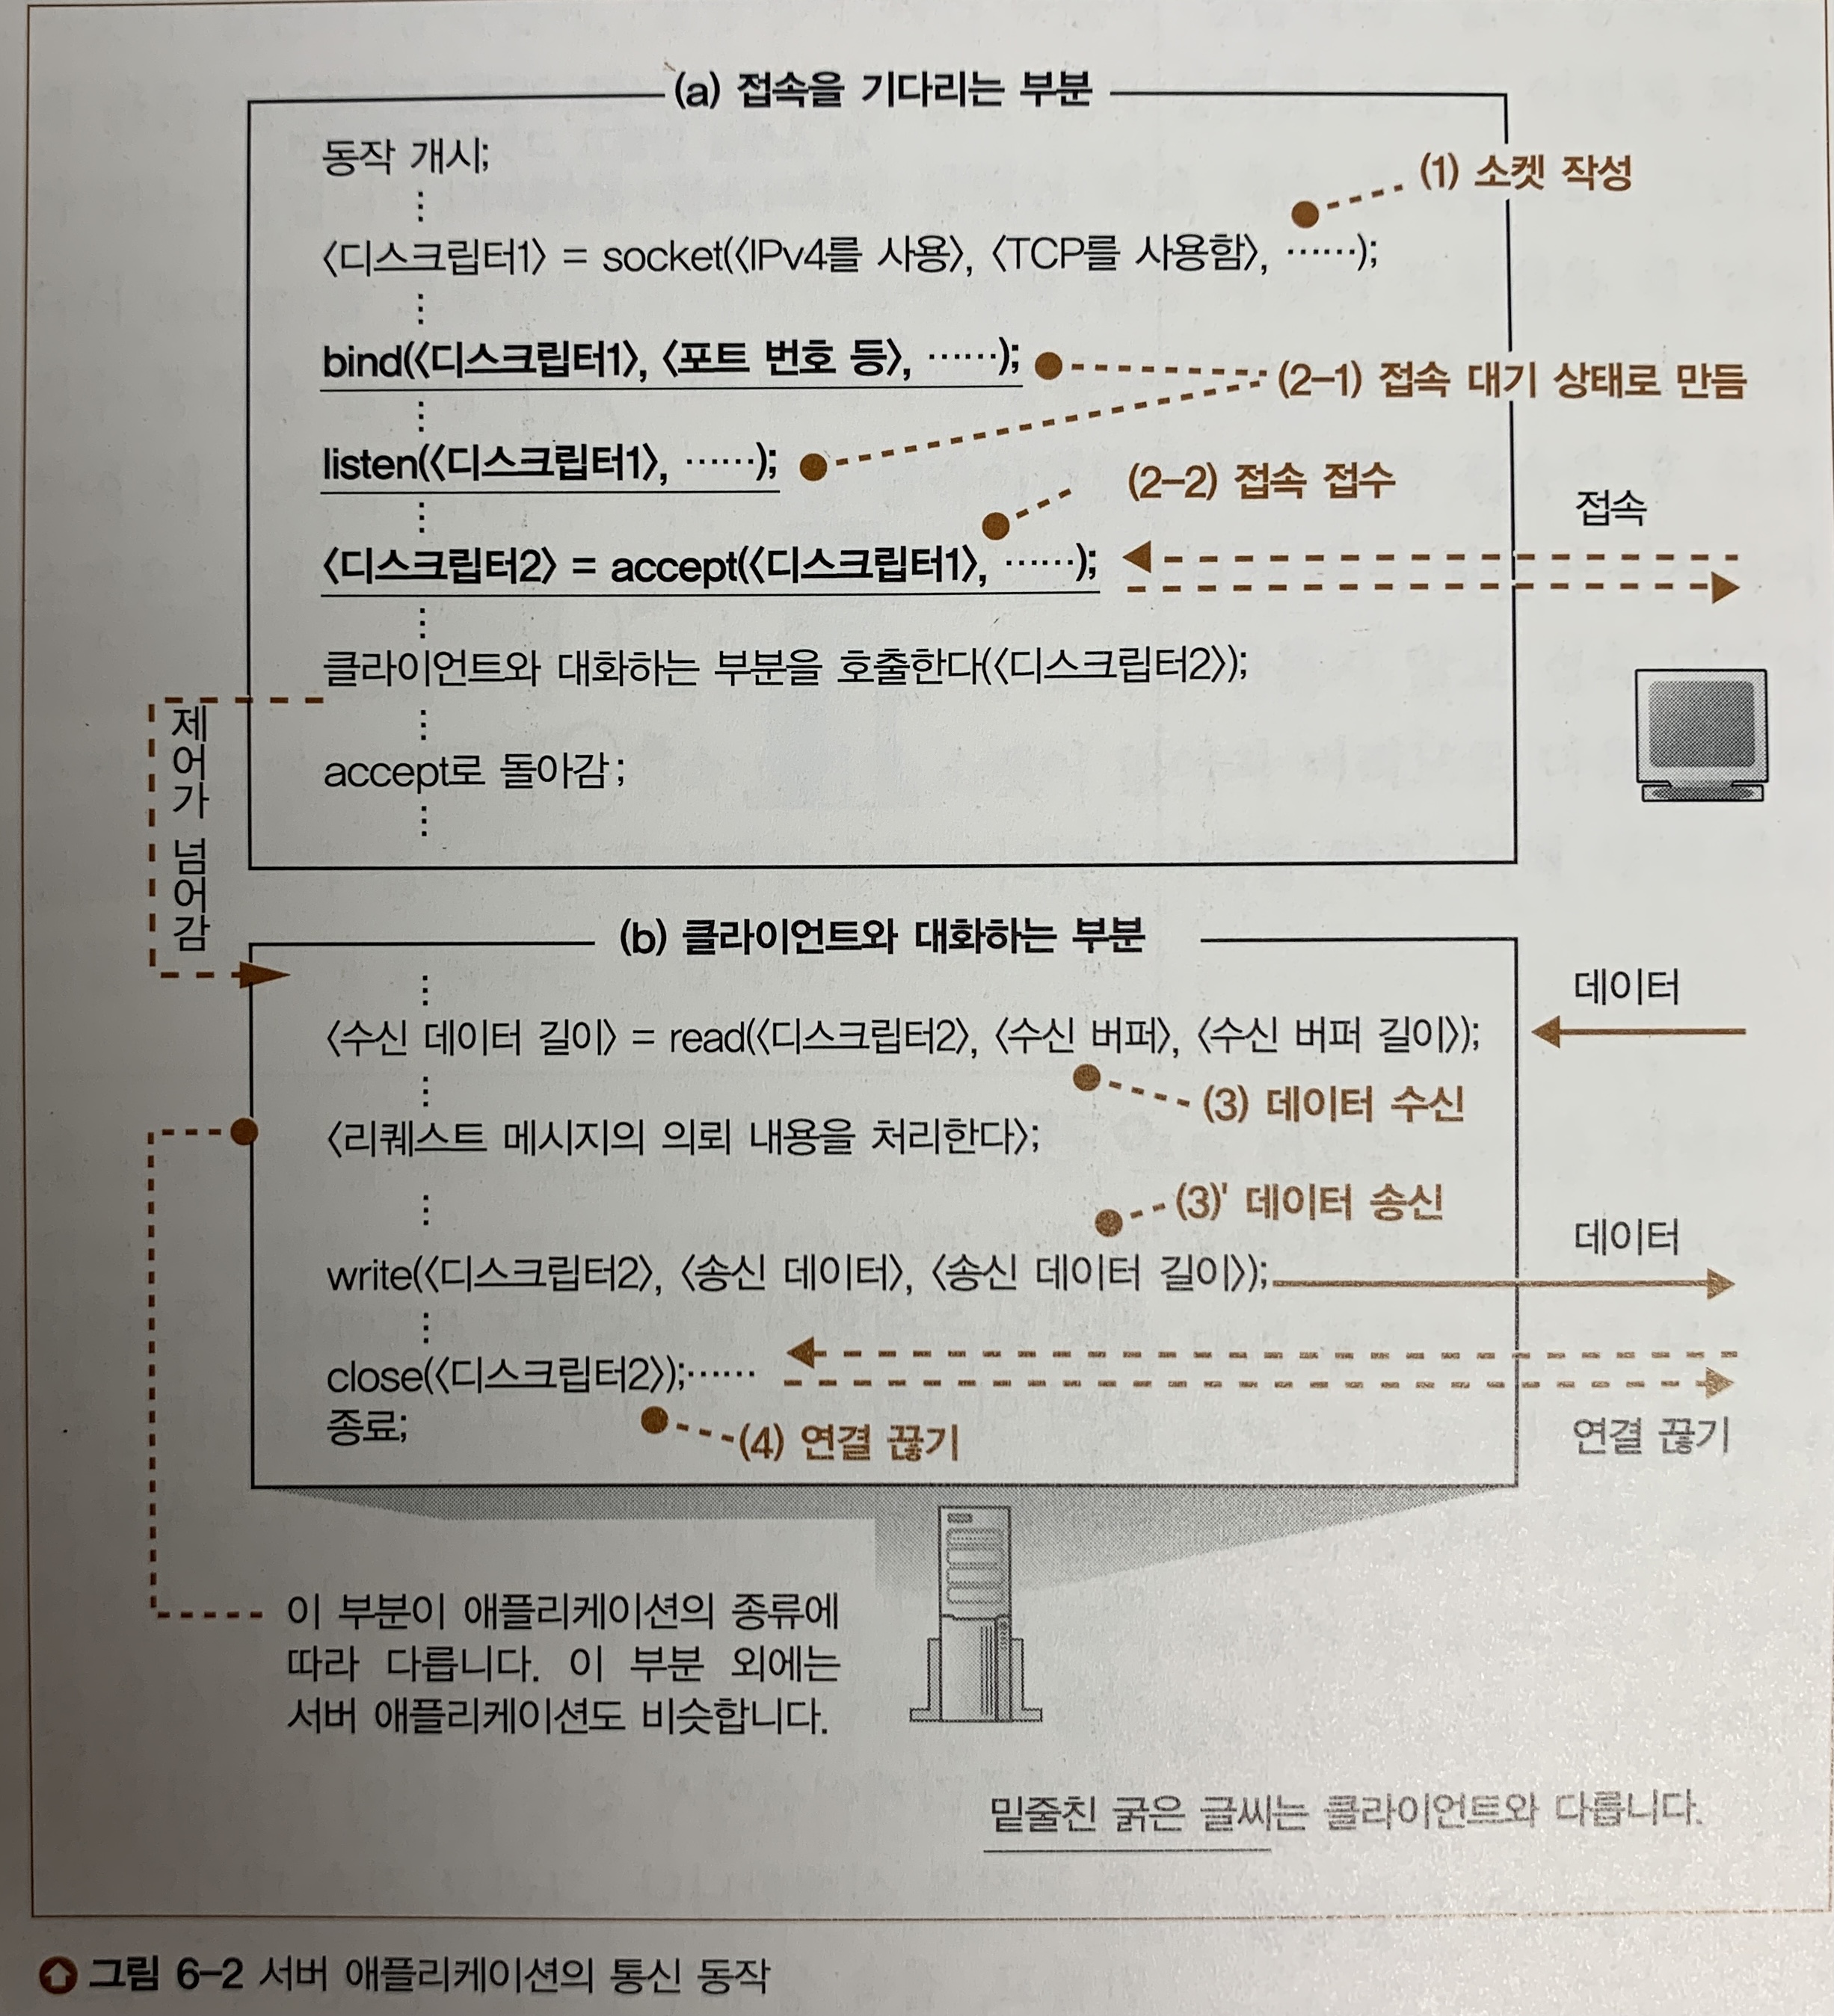 (a) 접속을 기다리는 부분
동작 개시;
(1) 소켓 작성
〈디스크립터1〉 = socket(〈IPv4를 사용〉, 〈TCP를 사용함〉, ······);
bind(〈디스크립터1〉, 〈포트 번호 등〉, ······);
(2-1) 접속 대기 상태로 만듬
listen(〈디스크립터1〉, ······);
(2-2) 접속 접수
접속
〈디스크립터2〉 = accept(〈디스크립터1〉, ······);
클라이언트와 대화하는 부분을 호출한다(〈디스크립터2〉);
제어가 넘어감
accept로 돌아감;
(b) 클라이언트와 대화하는 부분
데이터
〈수신 데이터 길이〉 = read(〈디스크립터2〉, 〈수신 버퍼〉, 〈수신 버퍼 길이〉);
(3) 데이터 수신
〈리퀘스트 메시지의 의뢰 내용을 처리한다〉;
(3)' 데이터 송신
데이터
write(〈디스크립터2〉, 〈송신 데이터〉, 〈송신 데이터 길이〉);
close(〈디스크립터2〉);······
종료;
(4) 연결 끊기
연결 끊기
이 부분이 애플리케이션의 종류에
따라 다릅니다. 이 부분 외에는
서버 애플리케이션도 비슷합니다.
밑줄친 굵은 글씨는 클라이언트와 다릅니다.
그림 6-2 서버 애플리케이션의 통신 동작